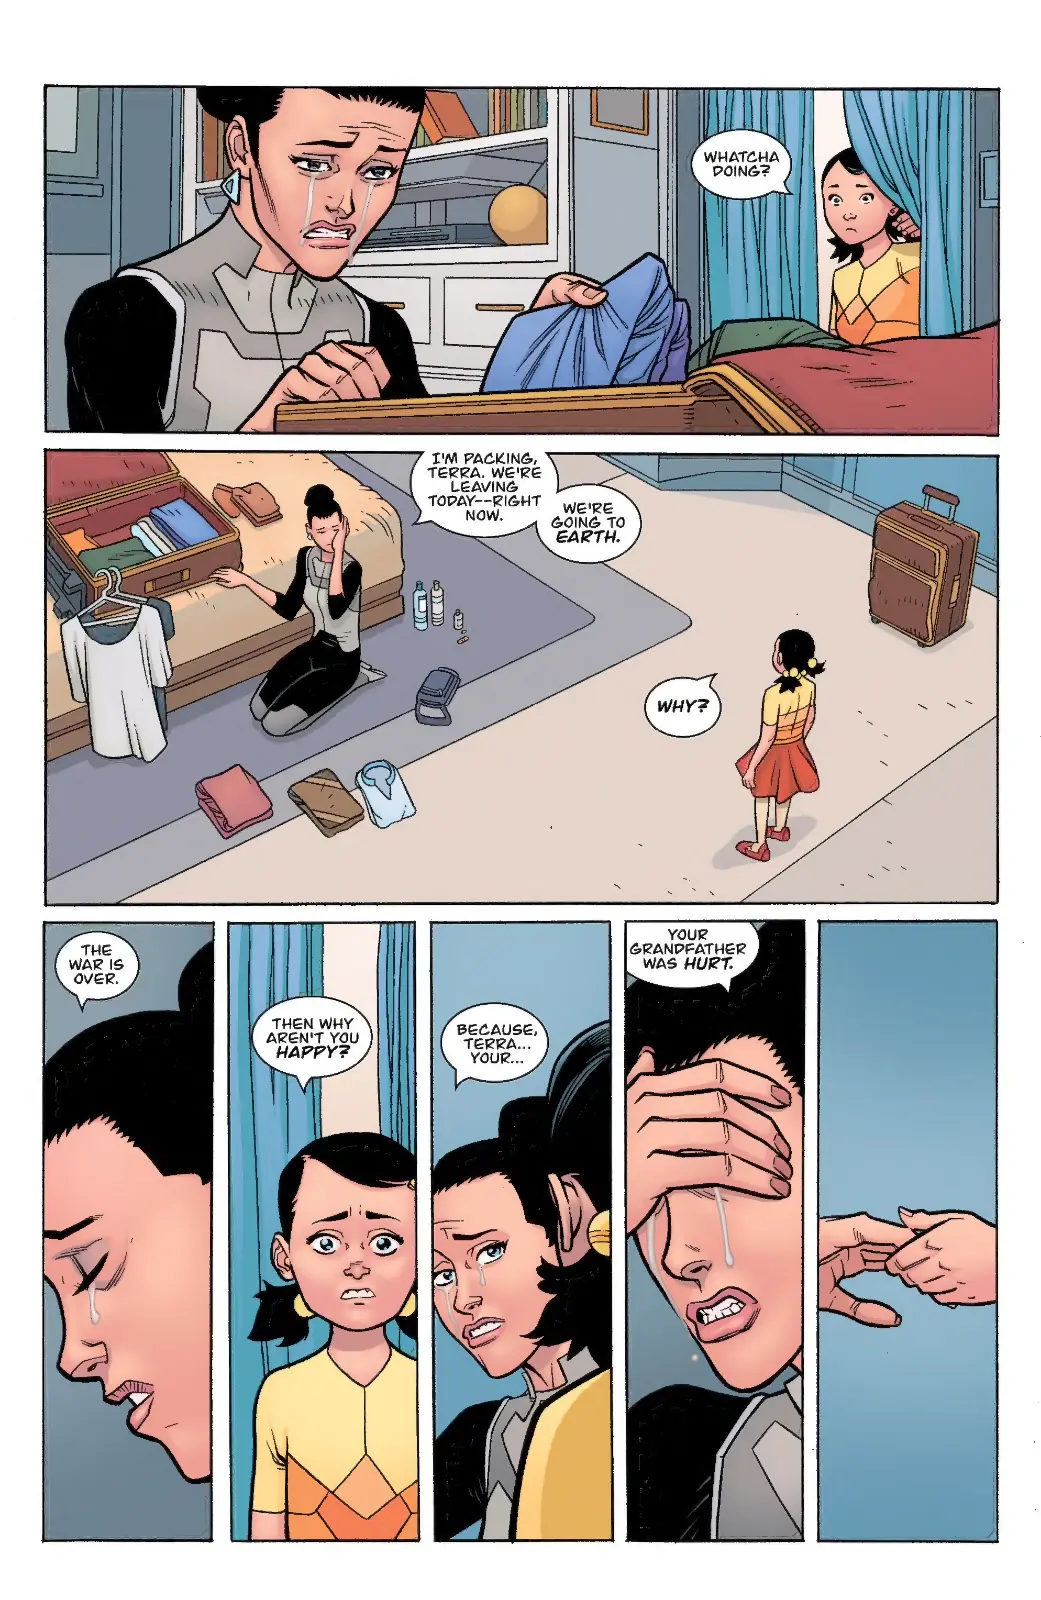 WHATCHA
DOING?
I'M PACKING,
TERRA. WE'RE
LEAVING
TODAY--RIGHT
NOW.
WE'RE
GOING TO
EARTH.
WHY?
THE
WAR IS
OVER.
THEN WHY
AREN'T YOU
HAPPY?
BECAUSE,
TERRA...
YOUR...
YOUR
GRANDFATHER
WAS HURT.